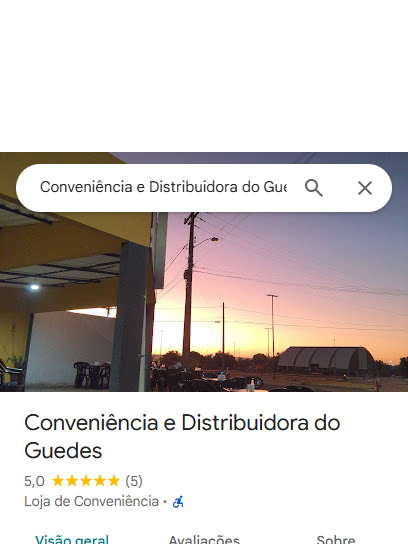 Conveniência e Distribuidora do Gue
Conveniência e Distribuidora do
Guedes
5,0 ★★★★★ (5)
Loja de Conveniência ·
Visão geral Avaliações Sobre